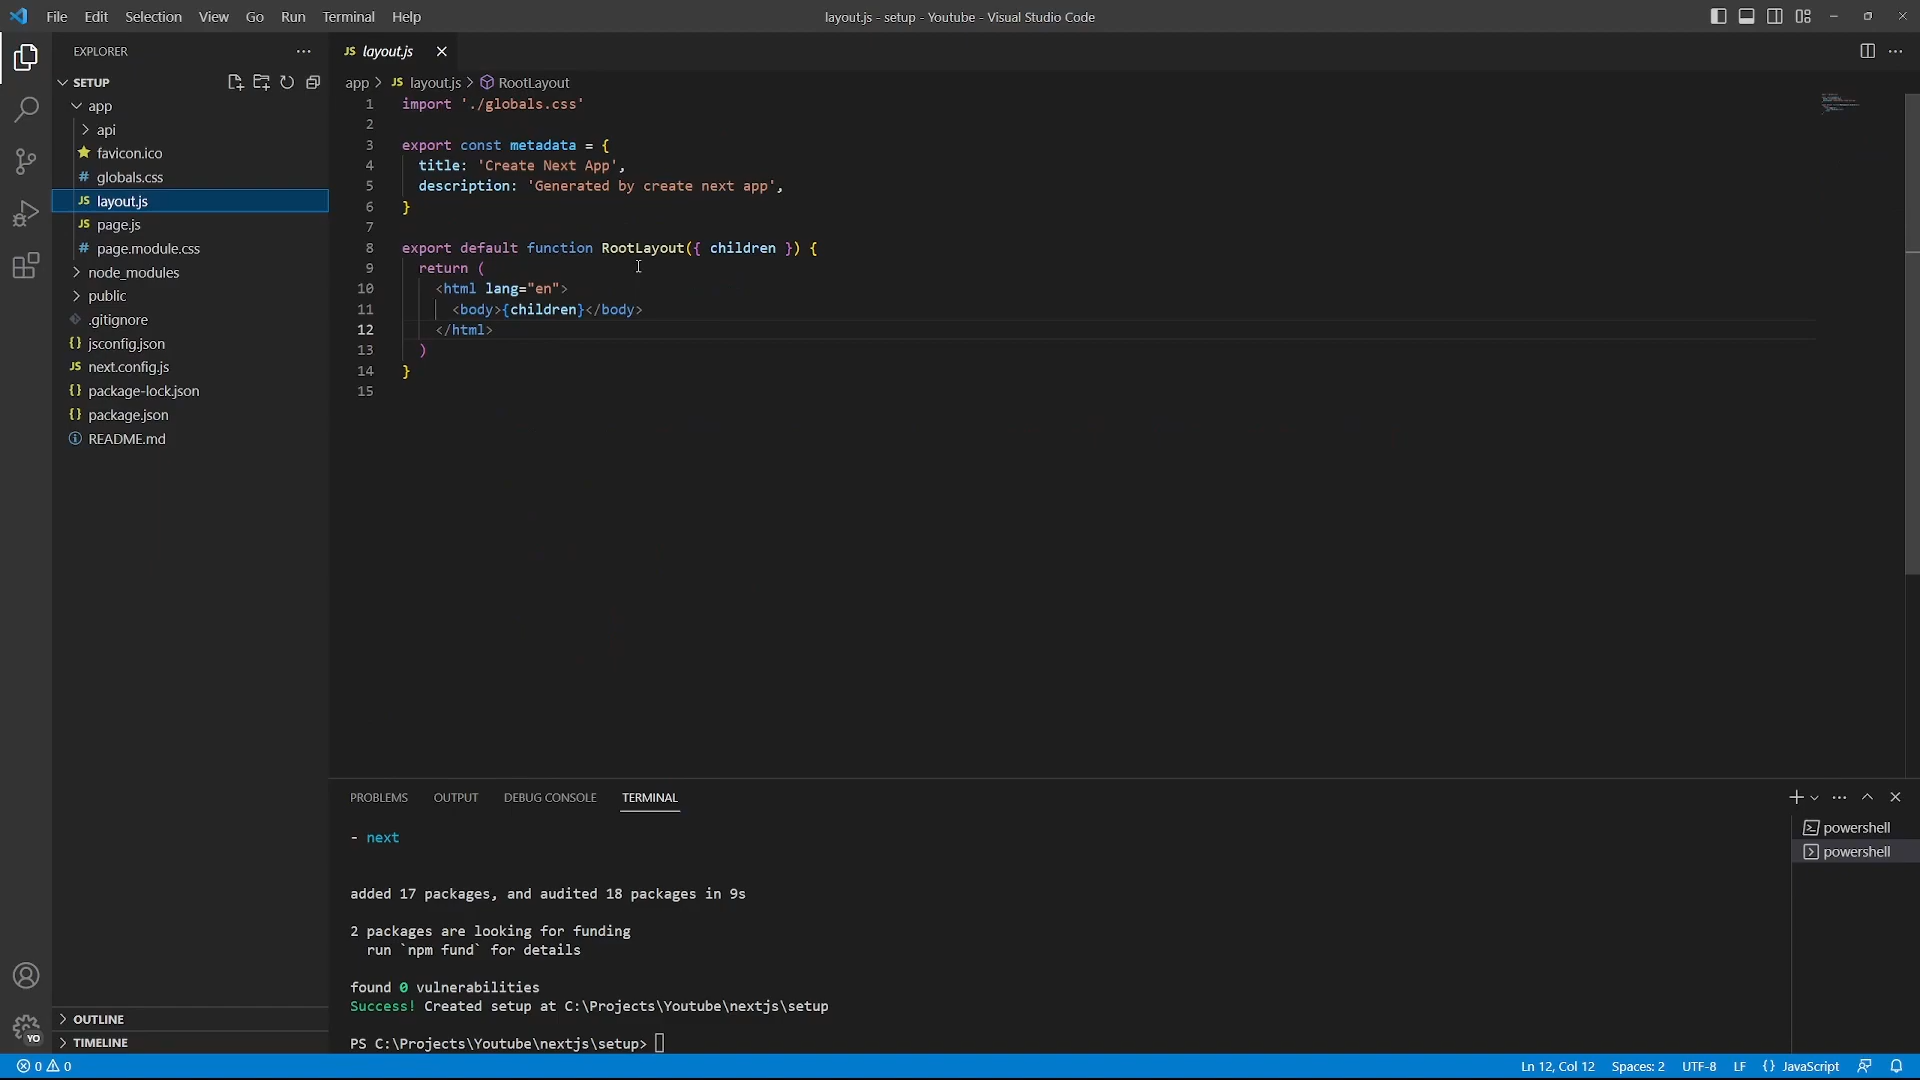 File Edit Selection View Go Run Terminal Help
layout.js - setup - Youtube - Visual Studio Code
EXPLORER
SETUP
app
api
favicon.ico
# globals.css
JS layout.js
JS page.js
# page.module.css
node_modules
public
.gitignore
{} jsconfig.json
JS next.config.js
{} package-lock.json
{} package.json
README.md
OUTLINE
TIMELINE
YO
JS layout.js
app > JS layout.js > RootLayout
1 import './globals.css'
2
3 export const metadata = {
4 title: 'Create Next App',
5 description: 'Generated by create next app',
6 }
7
8 export default function RootLayout({ children }) {
9 return (
10 <html lang="en">
11 <body>{children}</body>
12 </html>
13 )
14 }
15
PROBLEMS OUTPUT DEBUG CONSOLE TERMINAL
- next
added 17 packages, and audited 18 packages in 9s
2 packages are looking for funding
run `npm fund` for details
found 0 vulnerabilities
Success! Created setup at C:\Projects\Youtube\nextjs\setup
PS C:\Projects\Youtube\nextjs\setup>
powershell
powershell
0 0
Ln 12, Col 12 Spaces: 2 UTF-8 LF {} JavaScript